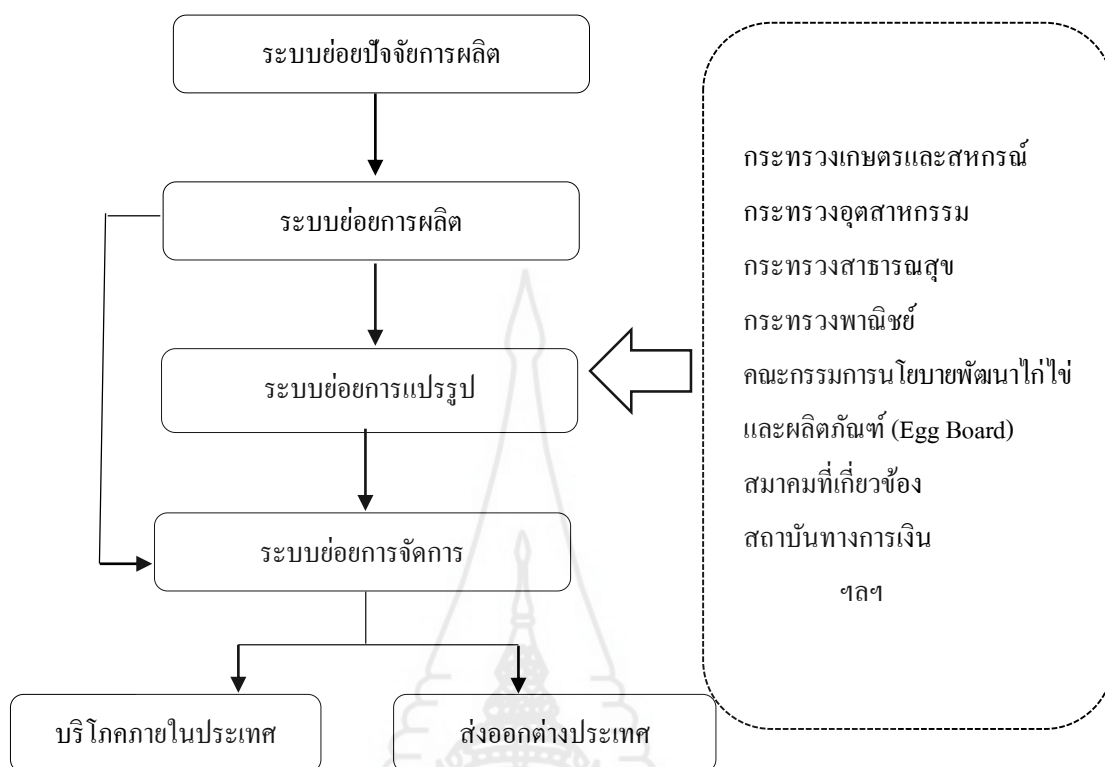 ระบบย่อยปัจจัยการผลิต
ระบบย่อยการผลิต
ระบบย่อยการแปรรูป
ระบบย่อยการจัดการ
บริโภคภายในประเทศ
ส่งออกต่างประเทศ
กระทรวงเกษตรและสหกรณ์
กระทรวงอุตสาหกรรม
กระทรวงสาธารณสุข
กระทรวงพาณิชย์
คณะกรรมการนโยบายพัฒนาไก่ไข่
และผลิตภัณฑ์ (Egg Board)
สมาคมที่เกี่ยวข้อง
สถาบันทางการเงิน
ฯลฯ